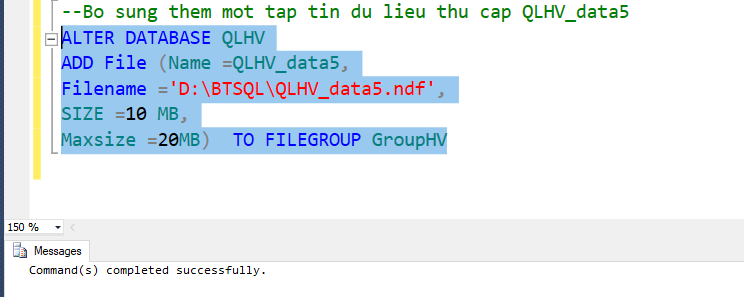 --Bo sung them mot tap tin du lieu thu cap QLHV_data5
ALTER DATABASE QLHV
ADD File (Name =QLHV_data5,
Filename ='D:\BTSQL\QLHV_data5.ndf',
SIZE =10 MB,
Maxsize =20MB)  TO FILEGROUP GroupHV
150 %
Messages
Command(s) completed successfully.